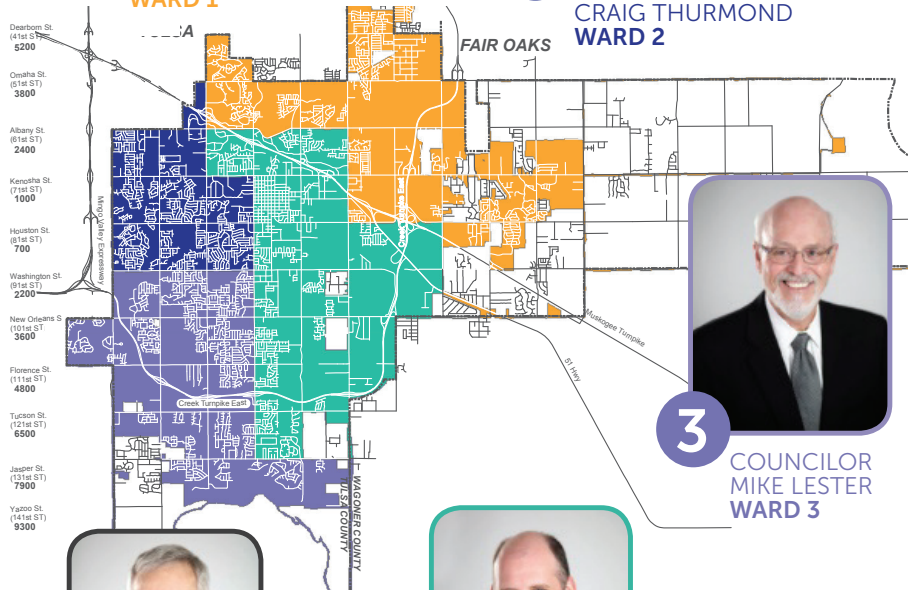 WARD 1
CRAIG THURMOND
WARD 2
FAIR OAKS
Dearborn St.
(41st ST)
5200
Omaha St.
(51st ST)
3800
Albany St.
(61st ST)
2400
Kenosha St.
(71st ST)
1000
Houston St.
(81st ST)
700
Washington St.
(91st ST)
2200
New Orleans S
(101st ST
3600
Florence St.
(111st ST)
4800
Tucson St.
(121st ST)
6500
Jasper St.
(131st ST)
7900
Yazoo St.
(141st ST)
9300
Mingo Valley Expressway
Creek Turnpike East
Muskogee Turnpike
51 Hwy
WAGONER COUNTY
TULSA COUNTY
3
COUNCILOR
MIKE LESTER
WARD 3